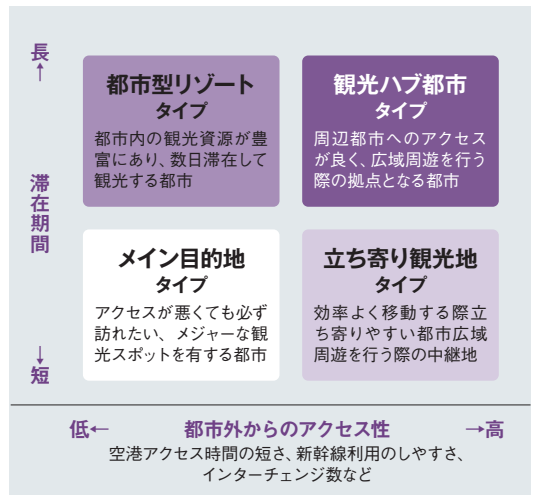 長
↑
滞在期間
↓
短
都市型リゾート
タイプ
都市内の観光資源が豊
富にあり、数日滞在して
観光する都市
観光ハブ都市
タイプ
周辺都市へのアクセス
が良く、広域周遊を行う
際の拠点となる都市
メイン目的地
タイプ
アクセスが悪くても必ず
訪れたい、メジャーな観
光スポットを有する都市
立ち寄り観光地
タイプ
効率よく移動する際立
ち寄りやすい都市広域
周遊を行う際の中継地
低← 都市外からのアクセス性 →高
空港アクセス時間の短さ、新幹線利用のしやすさ、
インターチェンジ数など